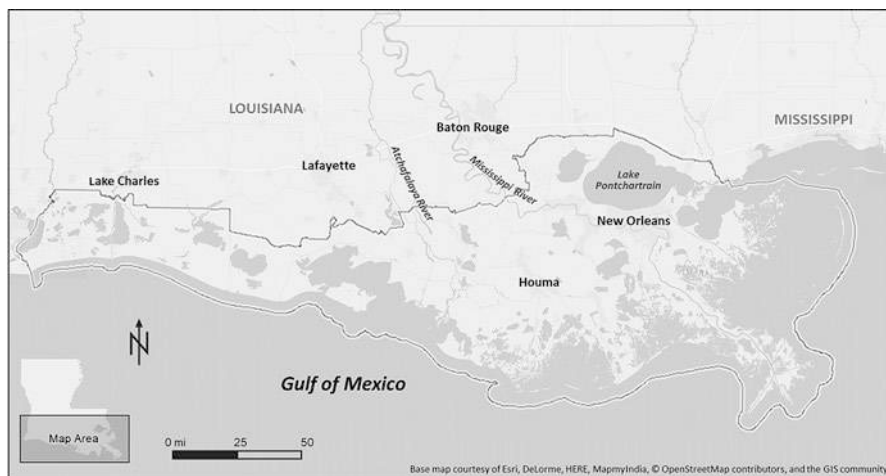 LOUISIANA
MISSISSIPPI
Baton Rouge
Lafayette
Atchafalaya River
Mississippi River
Lake Charles
Lake
Pontchartrain
New Orleans
Houma
N
Gulf of Mexico
Map Area
0 mi 25 50
Base map courtesy of Esri, DeLorme, HERE, MapmyIndia, © OpenStreetMap contributors, and the GIS community